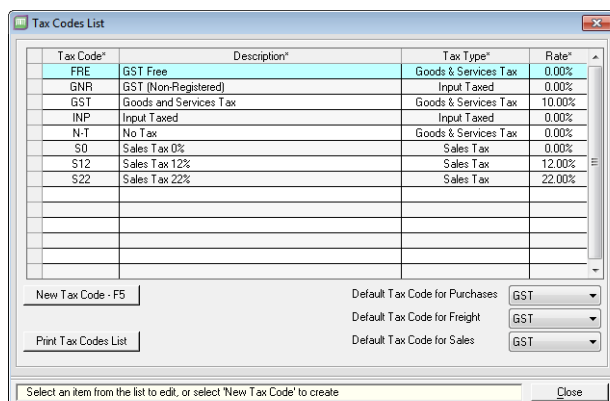 Tax Codes List
Tax Code* Description* Tax Type* Rate*
FRE GST Free Goods & Services Tax 0.00%
GNR GST (Non-Registered) Input Taxed 0.00%
GST Goods and Services Tax Goods & Services Tax 10.00%
INP Input Taxed Input Taxed 0.00%
N-T No Tax Goods & Services Tax 0.00%
S0 Sales Tax 0% Sales Tax 0.00%
S12 Sales Tax 12% Sales Tax 12.00%
S22 Sales Tax 22% Sales Tax 22.00%
New Tax Code - F5 Default Tax Code for Purchases GST
Default Tax Code for Freight GST
Print Tax Codes List Default Tax Code for Sales GST
Select an item from the list to edit, or select 'New Tax Code' to create Close